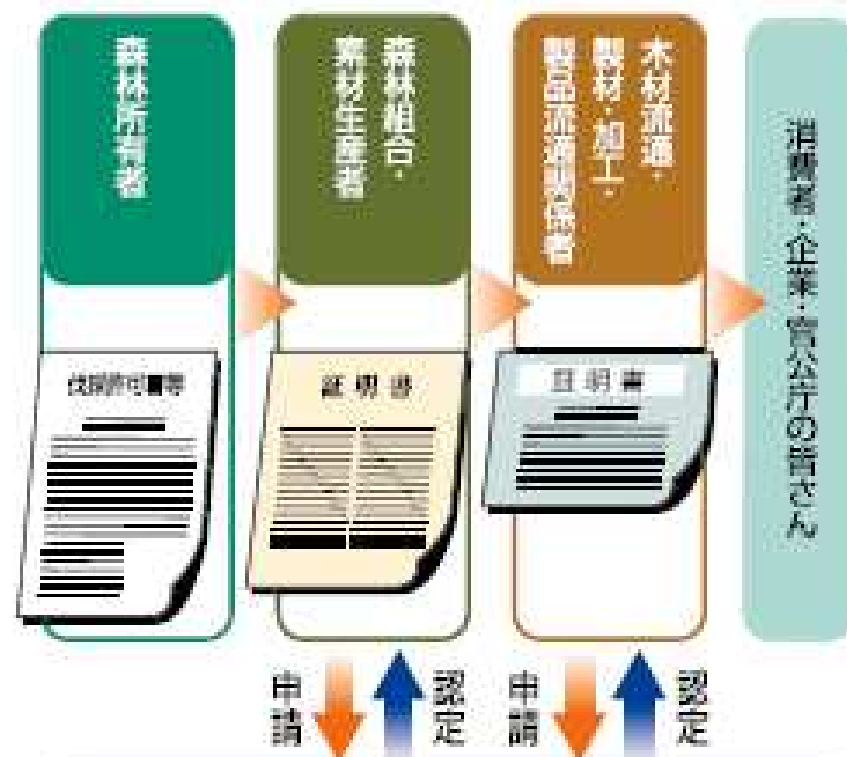 森林所有者
伐採許可書等
森林組合・
素材生産者
証明書
木材流通・
製材・加工・
製品流通関係者
証明書
消費者・企業・官公庁の皆さん
申請
認定
申請
認定